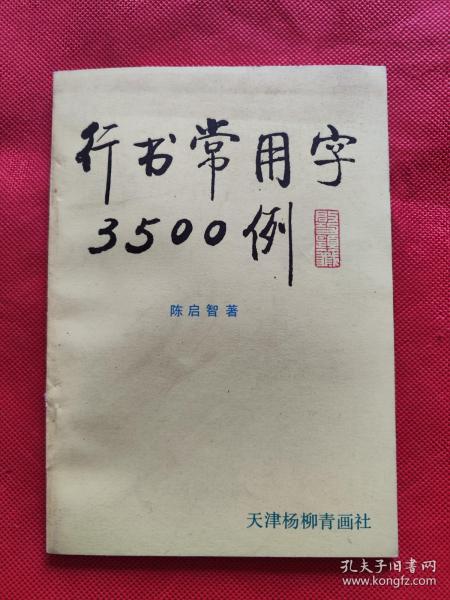 行书常用字
3500例
陈启智著
天津杨柳青画社
孔夫子旧书网
www.kongfz.com